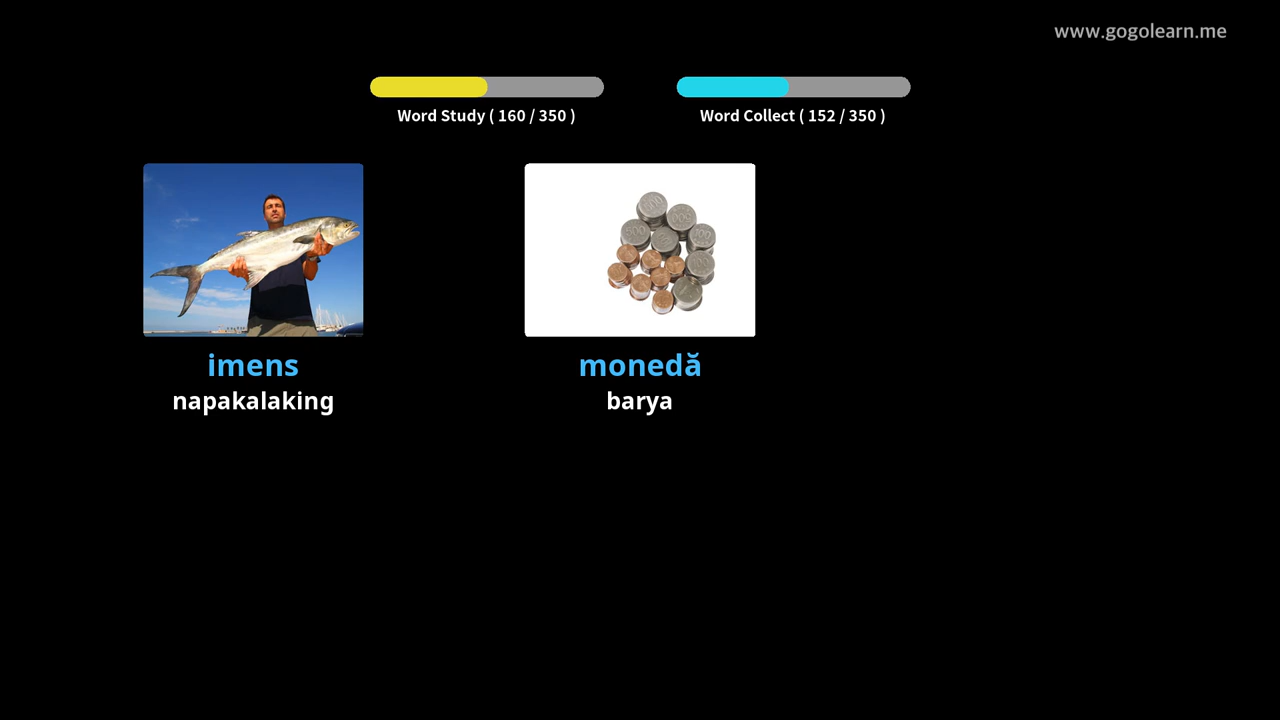 www.gogolearn.me
Word Study ( 160 / 350 )
Word Collect ( 152 / 350 )
imens
napakalaking
monedă
barya